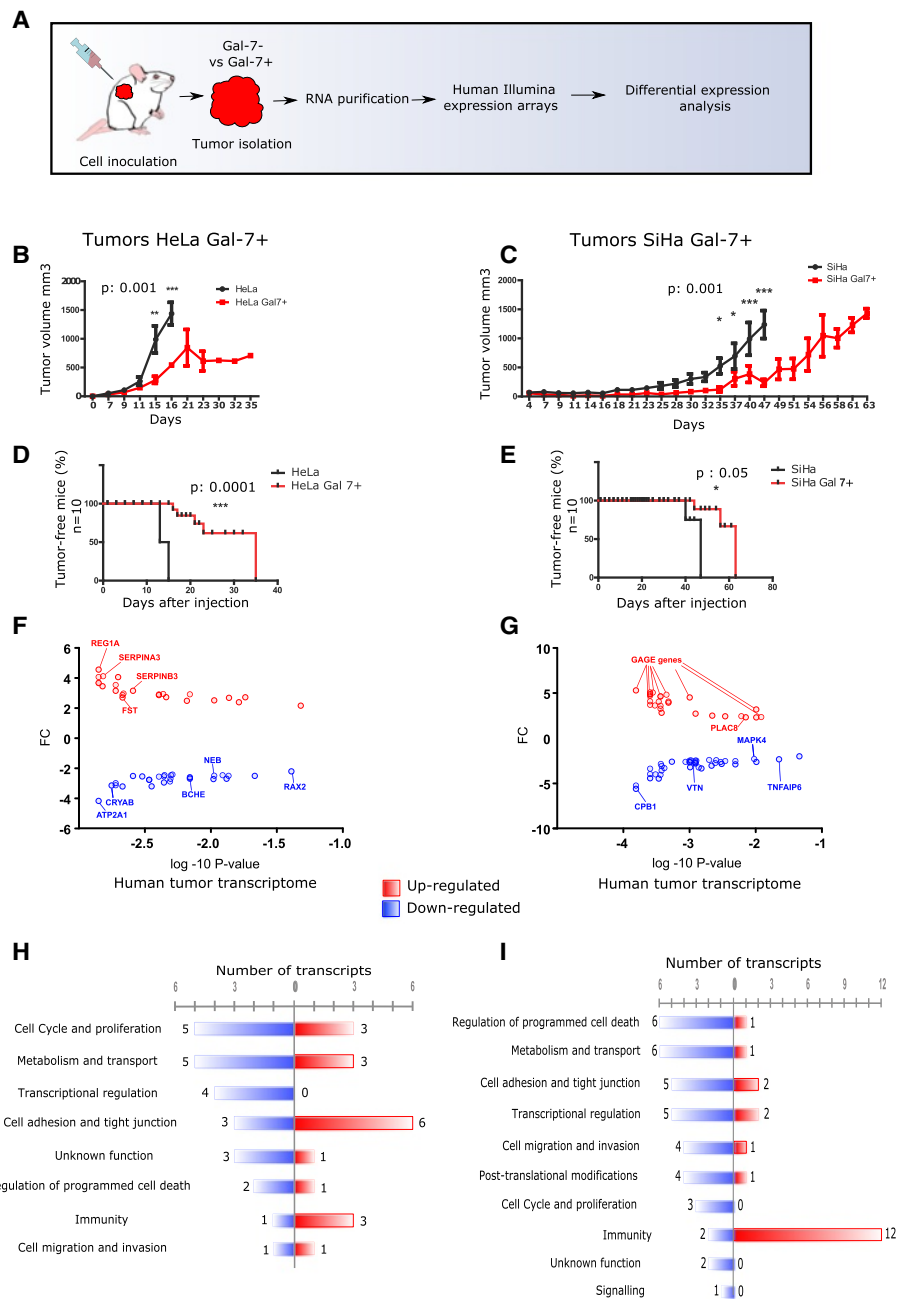 A
Gal-7-
vs Gal-7+
RNA purification
Human Illumina
expression arrays
Differential expression
analysis
Tumor isolation
Cell inoculation
Tumors HeLa Gal-7+
B
Tumor volume mm3
2000
1500
1000
500
0
p: 0.001
**
***
HeLa
HeLa Gal7+
0 7 9 11 15 16 21 23 30 32 35
Days
Tumors SiHa Gal-7+
C
Tumor volume mm3
2000
1500
1000
500
0
p: 0.001
*
*
***
***
SiHa
SiHa Gal7+
4 7 9 11 14 16 18 21 23 25 28 30 32 35 37 40 47 49 51 54 56 58 61 63
Days
D
Tumor-free mice (%)
n=10
100
50
0
p: 0.0001
***
HeLa
HeLa Gal 7+
0 10 20 30 40
Days after injection
E
Tumor-free mice (%)
n=10
100
50
0
p : 0.05
*
SiHa
SiHa Gal 7+
0 20 40 60 80
Days after injection
F
FC
6
4
2
0
-2
-4
-6
REG1A
SERPINA3
SERPINB3
FST
NEB
CRYAB
BCHE
RAX2
ATP2A1
-2.5 -2.0 -1.5 -1.0
log -10 P-value
Human tumor transcriptome
G
FC
10
5
0
-5
-10
GAGE genes
PLAC8
MAPK4
CPB1
VTN
TNFAIP6
-4 -3 -2 -1
log -10 P-value
Human tumor transcriptome
Up-regulated
Down-regulated
H
Number of transcripts
6 3 0 3 6
Cell Cycle and proliferation 5 3
Metabolism and transport 5 3
Transcriptional regulation 4 0
Cell adhesion and tight junction 3 6
Unknown function 3 1
egulation of programmed cell death 2 1
Immunity 1 3
Cell migration and invasion 1 1
I
Number of transcripts
6 3 0 3 6 9 12
Regulation of programmed cell death 6 1
Metabolism and transport 6 1
Cell adhesion and tight junction 5 2
Transcriptional regulation 5 2
Cell migration and invasion 4 1
Post-translational modifications 4 1
Cell Cycle and proliferation 3 0
Immunity 2 12
Unknown function 2 0
Signalling 1 0